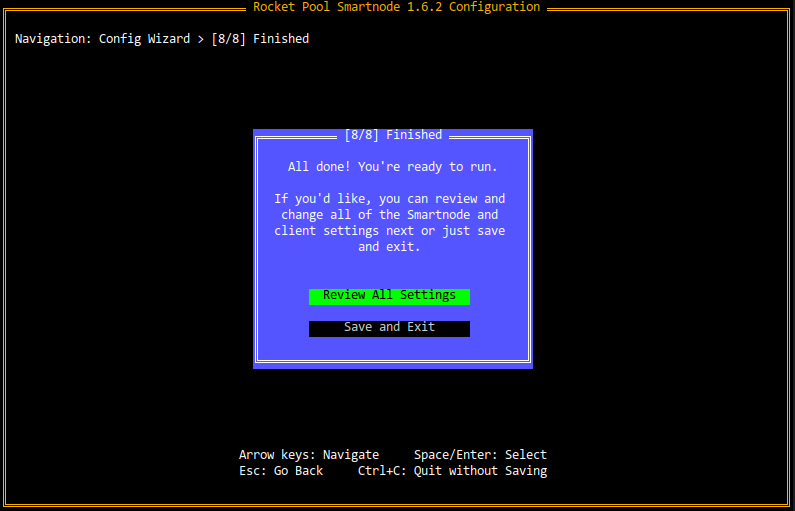 Rocket Pool Smartnode 1.6.2 Configuration
Navigation: Config Wizard > [8/8] Finished
[8/8] Finished
All done! You're ready to run.
If you'd like, you can review and
change all of the Smartnode and
client settings next or just save
and exit.
Review All Settings
Save and Exit
Arrow keys: Navigate     Space/Enter: Select
Esc: Go Back     Ctrl+C: Quit without Saving